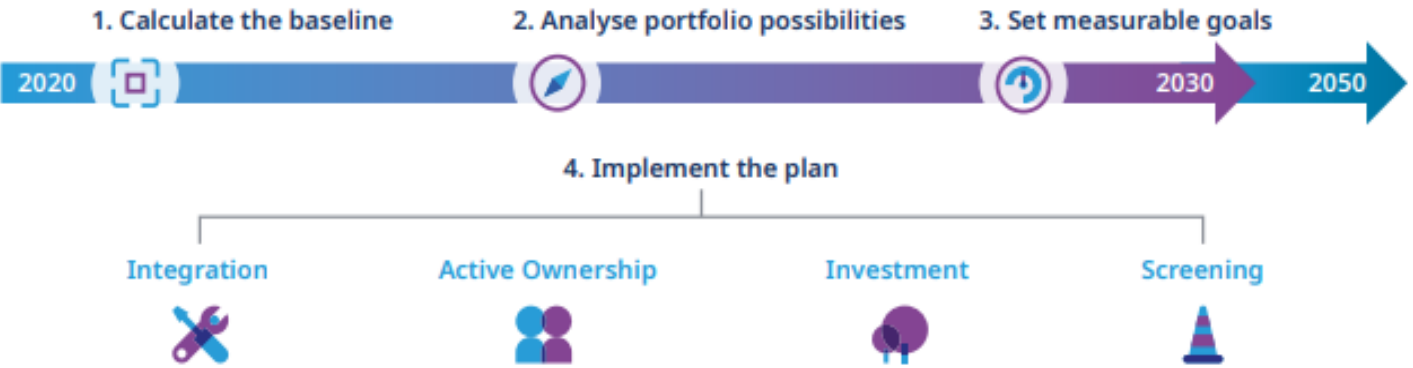 1. Calculate the baseline
2. Analyse portfolio possibilities
3. Set measurable goals
2020
2030
2050
4. Implement the plan
Integration
Active Ownership
Investment
Screening